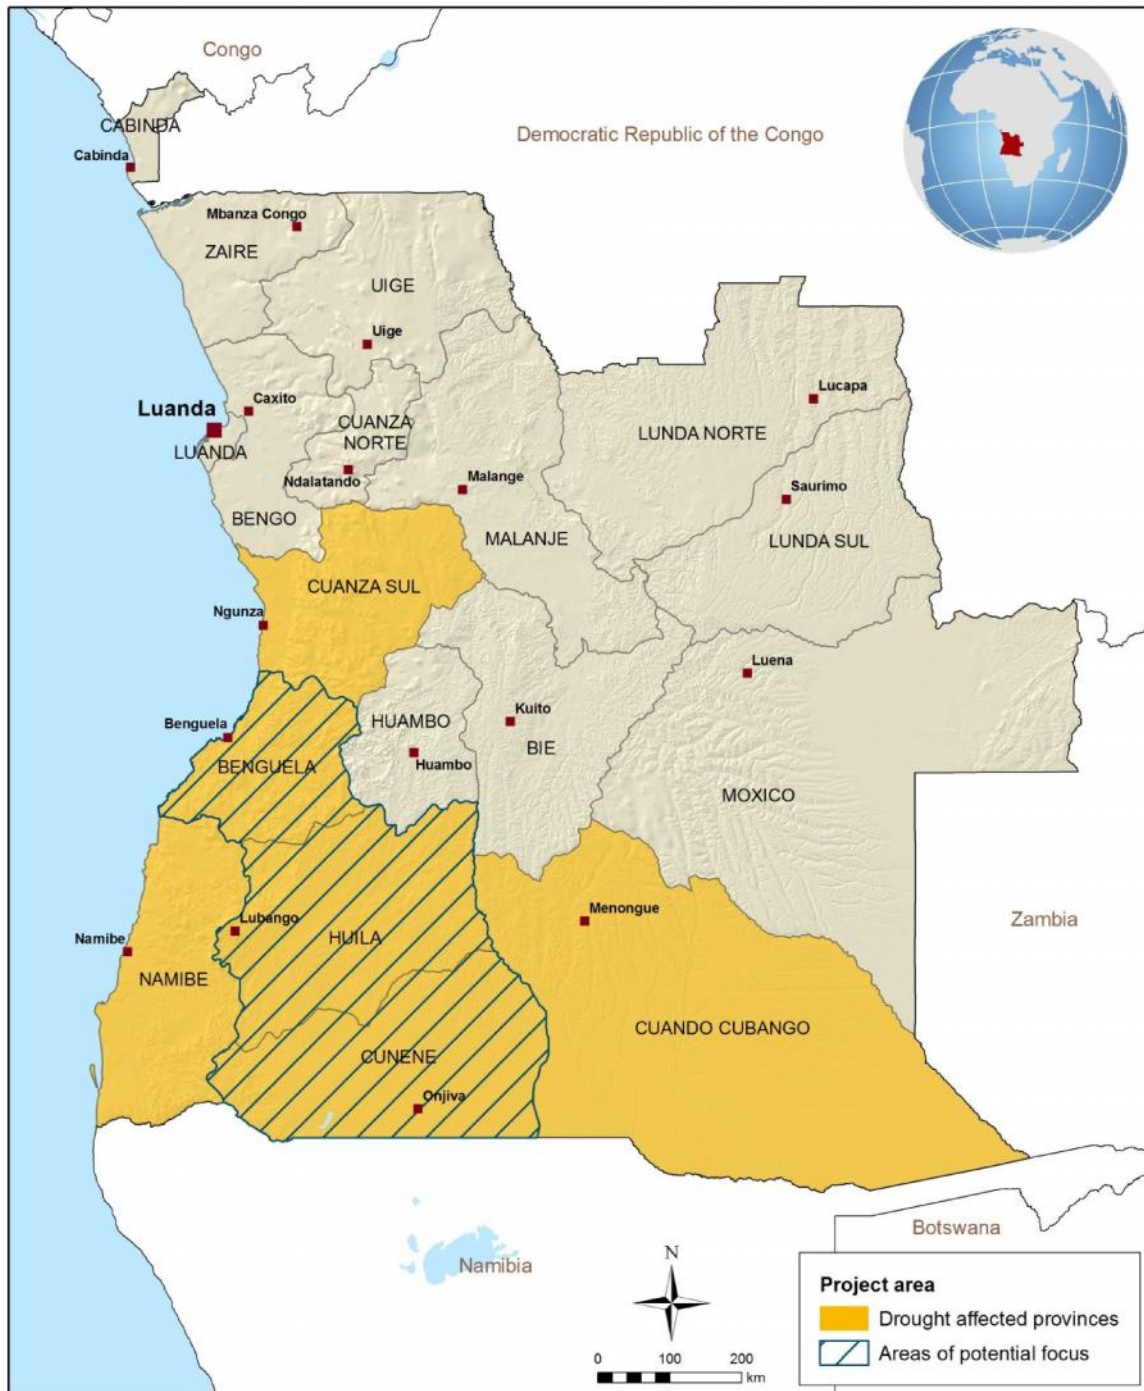 Congo
CABINDA
Cabinda
Democratic Republic of the Congo
Mbanza Congo
ZAIRE
UIGE
Uige
Lucapa
Caxito
Luanda
CUANZA
NORTE
LUNDA NORTE
LUANDA
Ndalatando
Malange
Saurimo
BENGO
MALANJE
LUNDA SUL
CUANZA SUL
Ngunza
Luena
Kuito
HUAMBO
Benguela
BIE
BENGUELA
Huambo
MOXICO
Menongue
Lubango
Zambia
Namibe
HUILA
NAMIBE
CUANDO CUBANGO
CUNENE
Onjiva
Botswana
Namibia
N
0 100 200
km
Project area
Drought affected provinces
Areas of potential focus